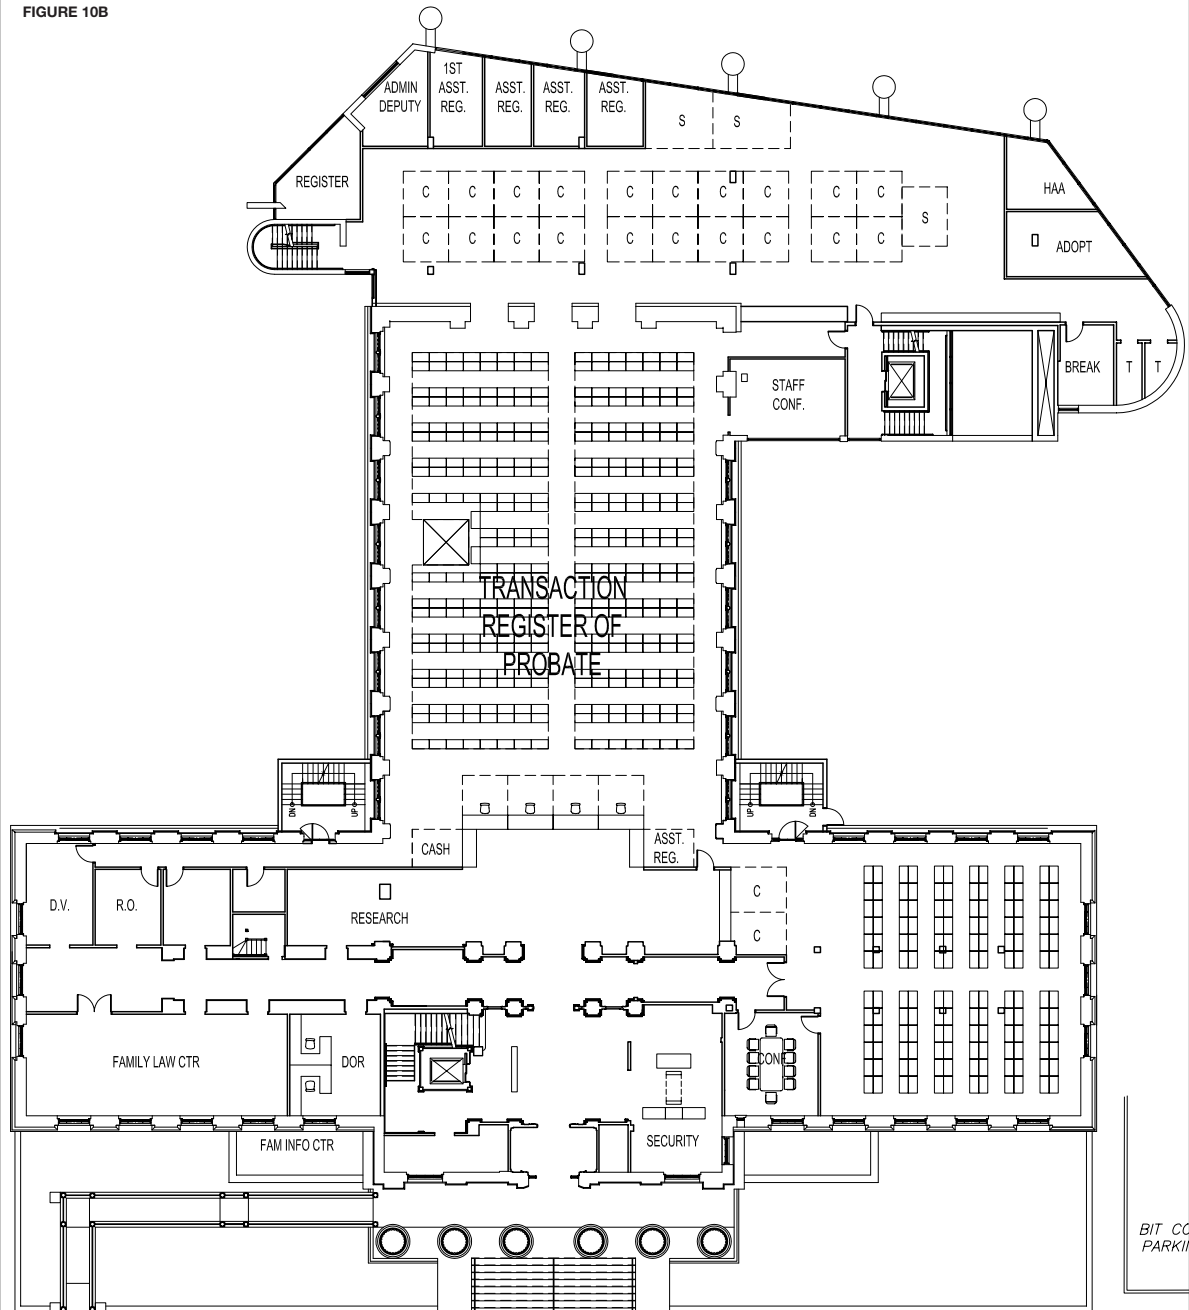 FIGURE 10B
ADMIN
DEPUTY
1ST
ASST.
REG.
ASST.
REG.
ASST.
REG.
ASST.
REG.
S
S
REGISTER
C
C
C
C
C
C
C
C
C
C
HAA
S
C
C
C
C
C
C
C
C
C
C
ADOPT
BREAK
T
T
STAFF
CONF.
TRANSACTION
REGISTER OF
PROBATE
DN
UP
UP
DN
CASH
ASST.
REG.
D.V.
R.O.
RESEARCH
C
C
FAMILY LAW CTR
DOR
CONF.
SECURITY
FAM INFO CTR
BIT CO
PARKI